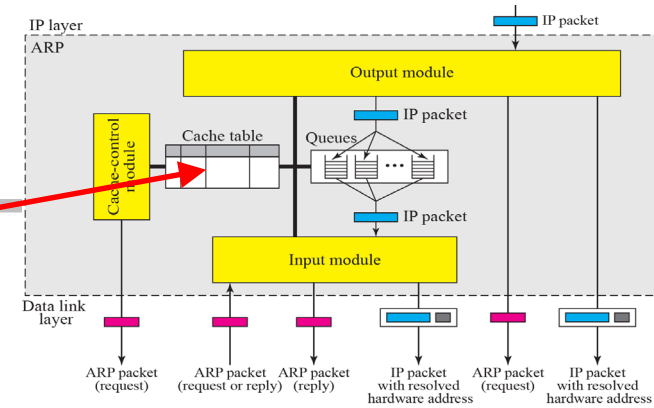 IP packet
IP layer
ARP
Output module
IP packet
Cache-control
module
Cache table
Queues
IP packet
Input module
Data link
layer
ARP packet
(request)
ARP packet
(request or reply)
ARP packet
(reply)
IP packet
with resolved
hardware address
ARP packet
(request)
IP packet
with resolved
hardware address